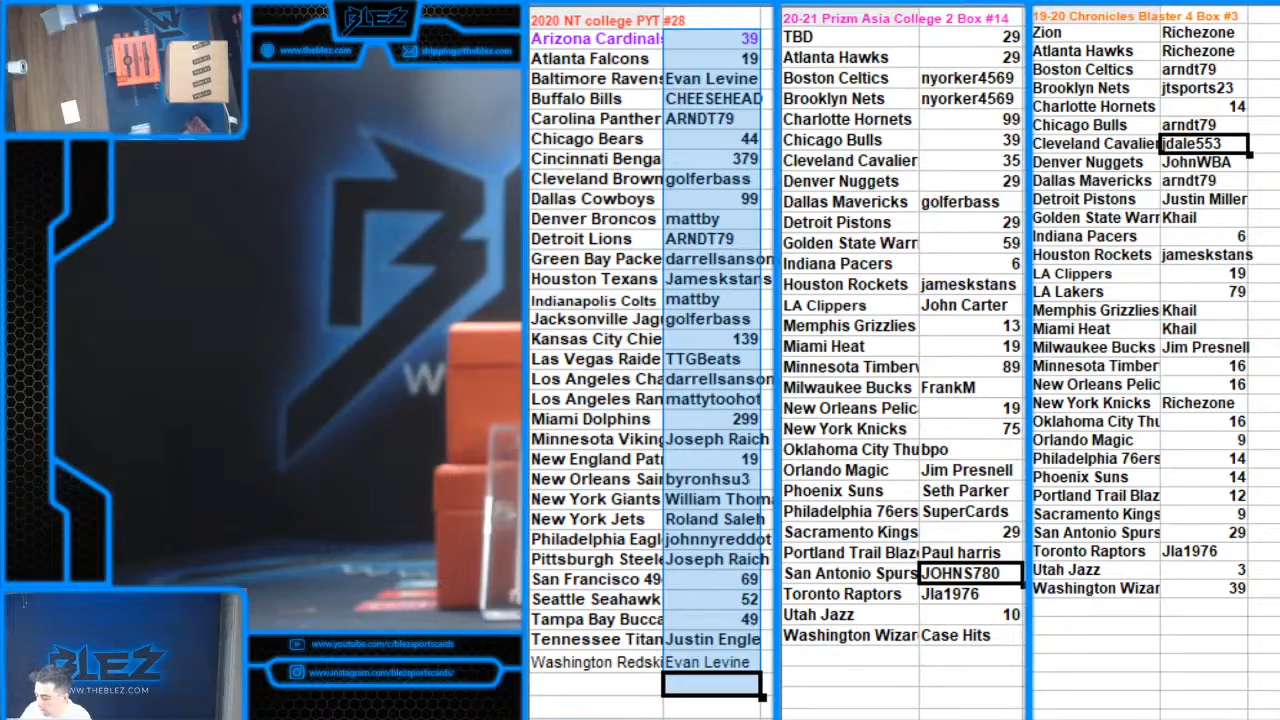 BLEZ
www.theblez.com
shipping@theblez.com
W
BLEZ
WWW.THEBLEZ.COM
www.youtube.com/c/blezsportscards
www.instagram.com/blezsportscards/
2020 NT college PYT #28
Arizona Cardinals 39
Atlanta Falcons 19
Baltimore Ravens Evan Levine
Buffalo Bills CHEESEHEAD
Carolina Panther ARNDT79
Chicago Bears 44
Cincinnati Benga 379
Cleveland Brown golferbass
Dallas Cowboys 99
Denver Broncos mattby
Detroit Lions ARNDT79
Green Bay Packe darrellsanson
Houston Texans Jameskstans
Indianapolis Colts mattby
Jacksonville Jagu golferbass
Kansas City Chie 139
Las Vegas Raide TTGBeats
Los Angeles Cha darrellsanson
Los Angeles Ran mattytoohot
Miami Dolphins 299
Minnesota Viking Joseph Raich
New England Patr 19
New Orleans Sai byronhsu3
New York Giants William Thoma
New York Jets Roland Saleh
Philadelphia Eagl johnnyreddot
Pittsburgh Steele Joseph Raich
San Francisco 49 69
Seattle Seahawk 52
Tampa Bay Bucca 49
Tennessee Titan Justin Engle
Washington Redski Evan Levine
20-21 Prizm Asia College 2 Box #14
TBD 29
Atlanta Hawks 29
Boston Celtics nyorker4569
Brooklyn Nets nyorker4569
Charlotte Hornets 99
Chicago Bulls 39
Cleveland Cavalier 35
Denver Nuggets 29
Dallas Mavericks golferbass
Detroit Pistons 29
Golden State Warr 59
Indiana Pacers 6
Houston Rockets jameskstans
LA Clippers John Carter
Memphis Grizzlies 13
Miami Heat 19
Minnesota Timberv 89
Milwaukee Bucks FrankM
New Orleans Pelic 19
New York Knicks 75
Oklahoma City Thu bpo
Orlando Magic Jim Presnell
Phoenix Suns Seth Parker
Philadelphia 76ers SuperCards
Sacramento Kings 29
Portland Trail Blaze Paul harris
San Antonio Spurs JOHNS780
Toronto Raptors Jla1976
Utah Jazz 10
Washington Wizar Case Hits
19-20 Chronicles Blaster 4 Box #3
Zion Richezone
Atlanta Hawks Richezone
Boston Celtics arndt79
Brooklyn Nets jtsports23
Charlotte Hornets 14
Chicago Bulls arndt79
Cleveland Cavalier jdale553
Denver Nuggets JohnWBA
Dallas Mavericks arndt79
Detroit Pistons Justin Miller
Golden State Warr Khail
Indiana Pacers 6
Houston Rockets jameskstans
LA Clippers 19
LA Lakers 79
Memphis Grizzlies Khail
Miami Heat Khail
Milwaukee Bucks Jim Presnell
Minnesota Timber 16
New Orleans Pelic 16
New York Knicks Richezone
Oklahoma City Thu 16
Orlando Magic 9
Philadelphia 76ers 14
Phoenix Suns 14
Portland Trail Blaz 12
Sacramento Kings 9
San Antonio Spurs 29
Toronto Raptors Jla1976
Utah Jazz 3
Washington Wizar 39